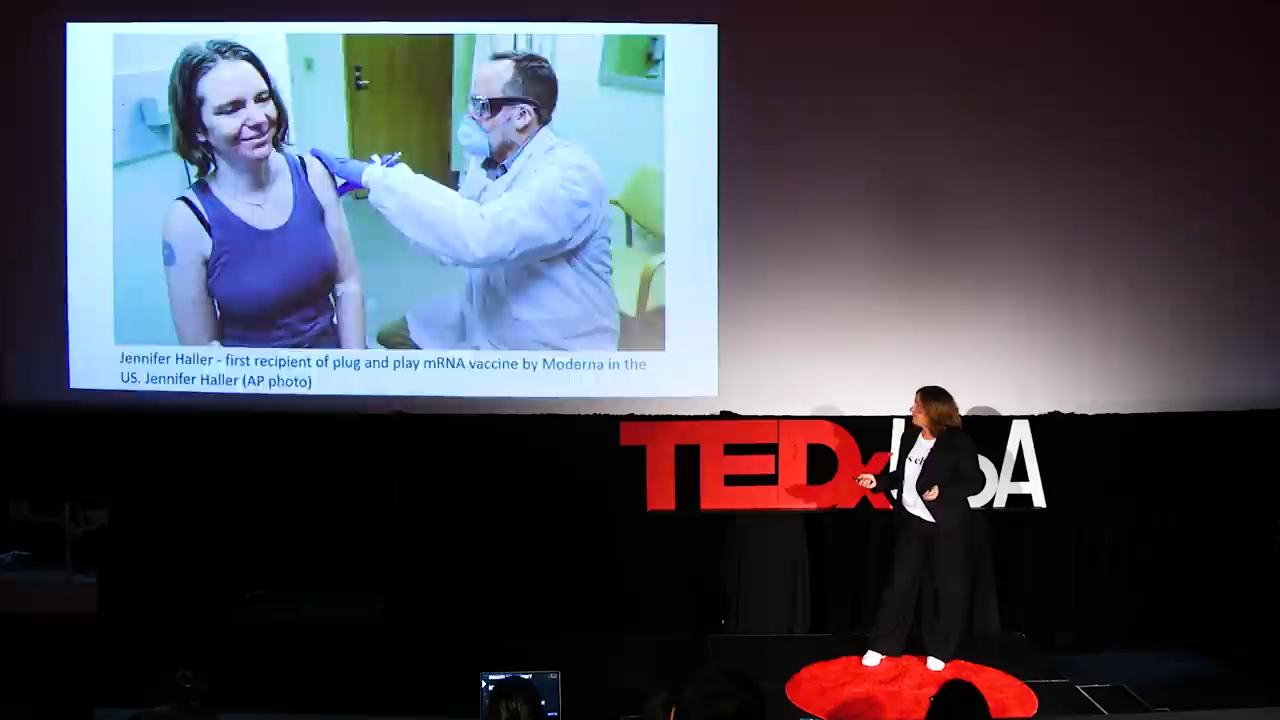 Jennifer Haller - first recipient of plug and play mRNA vaccine by Moderna in the
US. Jennifer Haller (AP photo)
TEDx